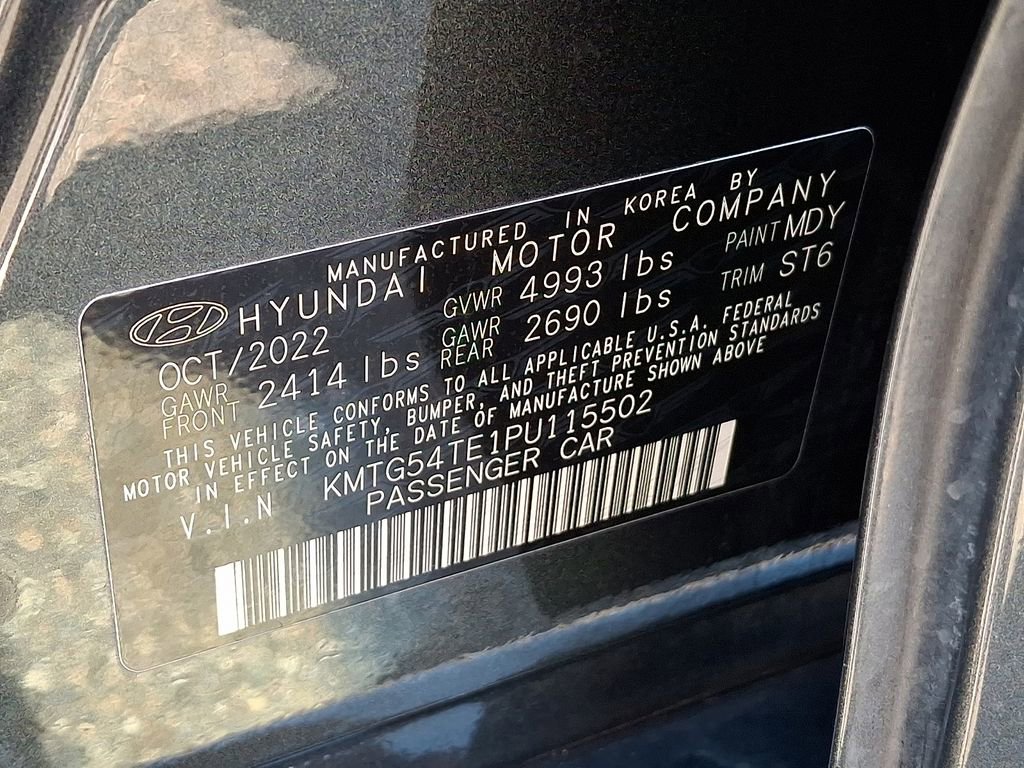 MANUFACTURED IN KOREA BY
HYUNDAI MOTOR COMPANY
OCT/2022 GVWR 4993 lbs PAINT MDY
GAWR FRONT 2414 lbs GAWR REAR 2690 lbs TRIM ST6
THIS VEHICLE CONFORMS TO ALL APPLICABLE U.S.A. FEDERAL
MOTOR VEHICLE SAFETY, BUMPER, AND THEFT PREVENTION STANDARDS
IN EFFECT ON THE DATE OF MANUFACTURE SHOWN ABOVE
V.I.N KMTG54TE1PU115502
PASSENGER CAR